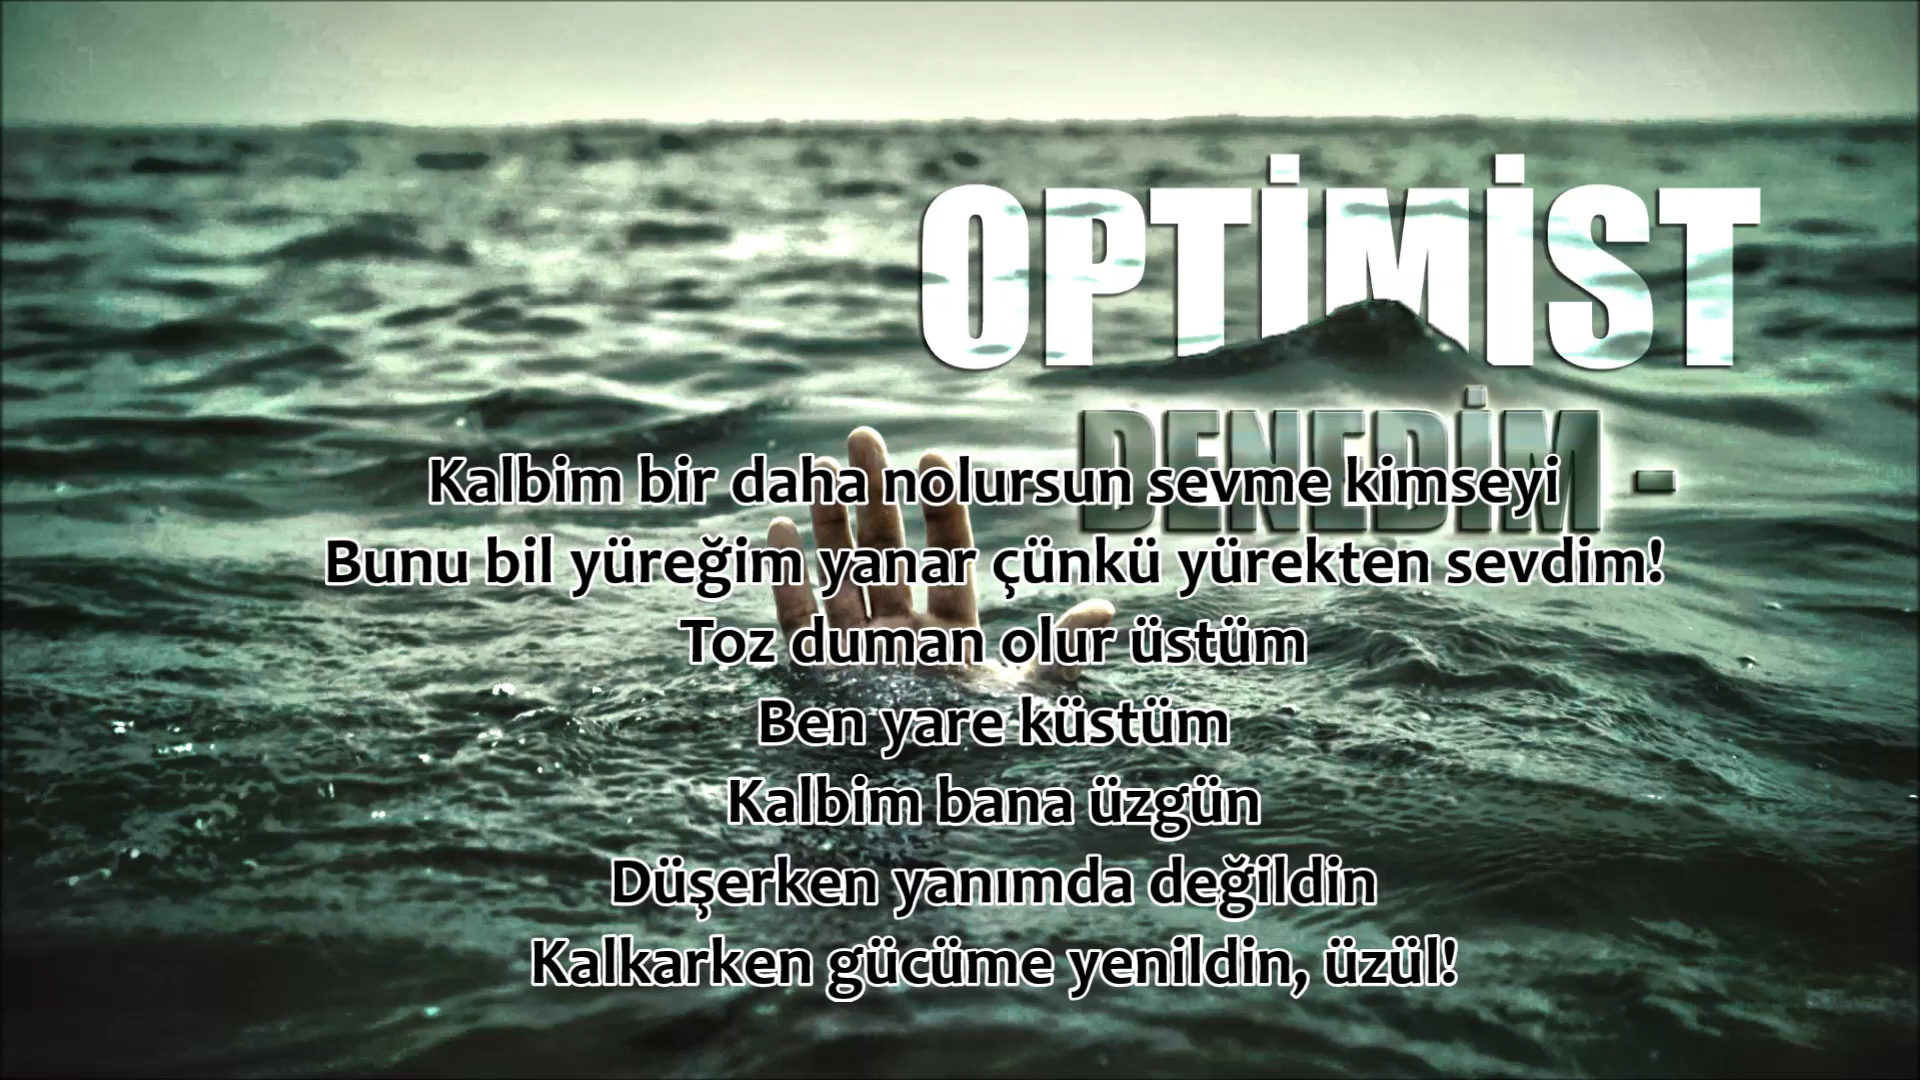 OPTİMİST
DENEDİM -
Kalbim bir daha nolursun sevme kimseyi
Bunu bil yüreğim yanar çünkü yürekten sevdim!
Toz duman olur üstüm
Ben yare küstüm
Kalbim bana üzgün
Düşerken yanımda değildin
Kalkarken gücüme yenildin, üzül!